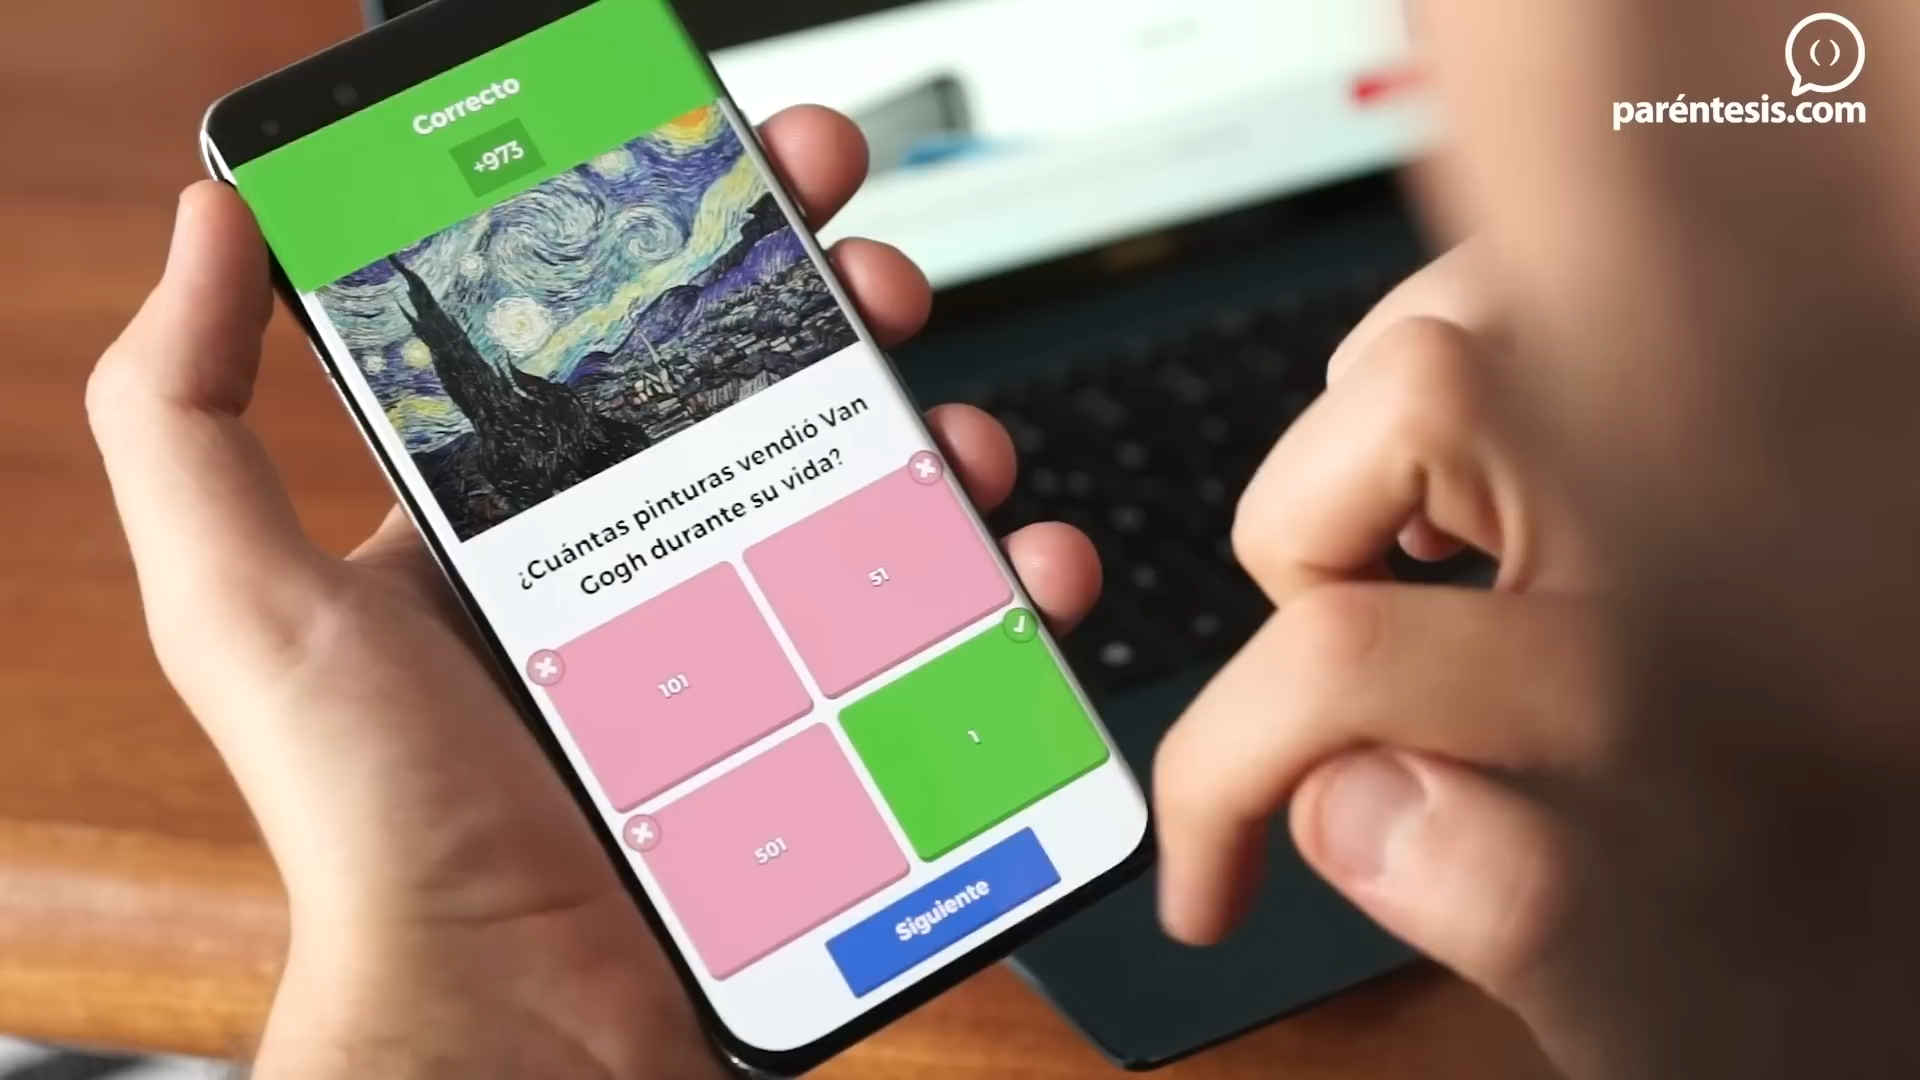 ( )
paréntesis.com
Correcto
+973
¿Cuántas pinturas vendió Van
Gogh durante su vida?
101
51
501
1
Siguiente